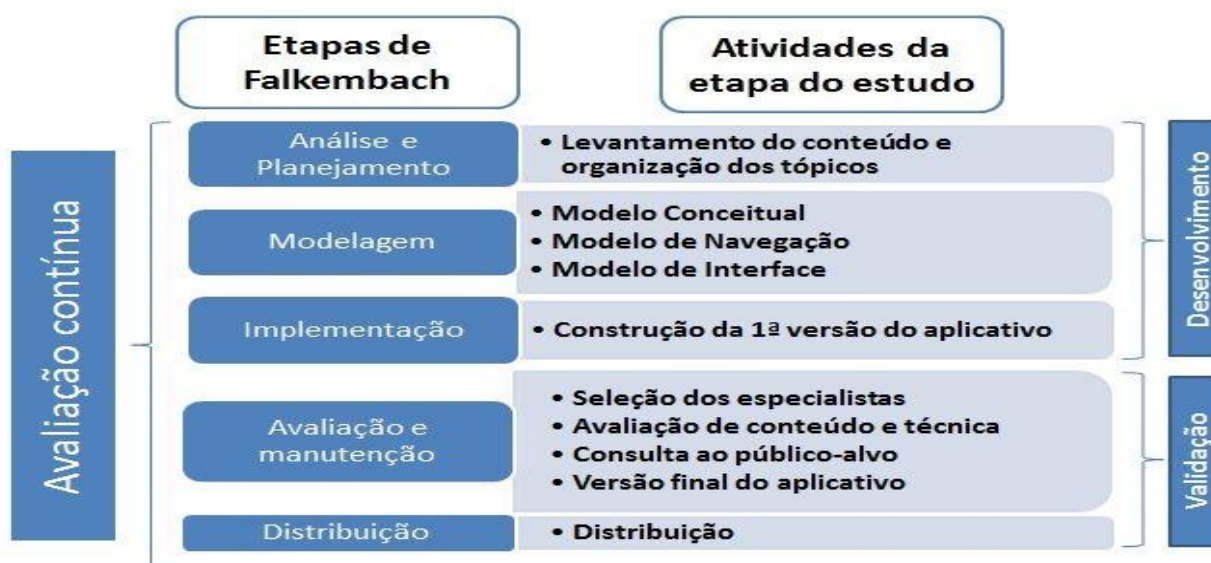 Etapas de
Falkembach
Atividades da
etapa do estudo
Avaliação contínua
Análise e
Planejamento
• Levantamento do conteúdo e
organização dos tópicos
Modelagem
• Modelo Conceitual
• Modelo de Navegação
• Modelo de Interface
Implementação
• Construção da 1ª versão do aplicativo
Desenvolvimento
Avaliação e
manutenção
• Seleção dos especialistas
• Avaliação de conteúdo e técnica
• Consulta ao público-alvo
• Versão final do aplicativo
Distribuição
• Distribuição
Validação